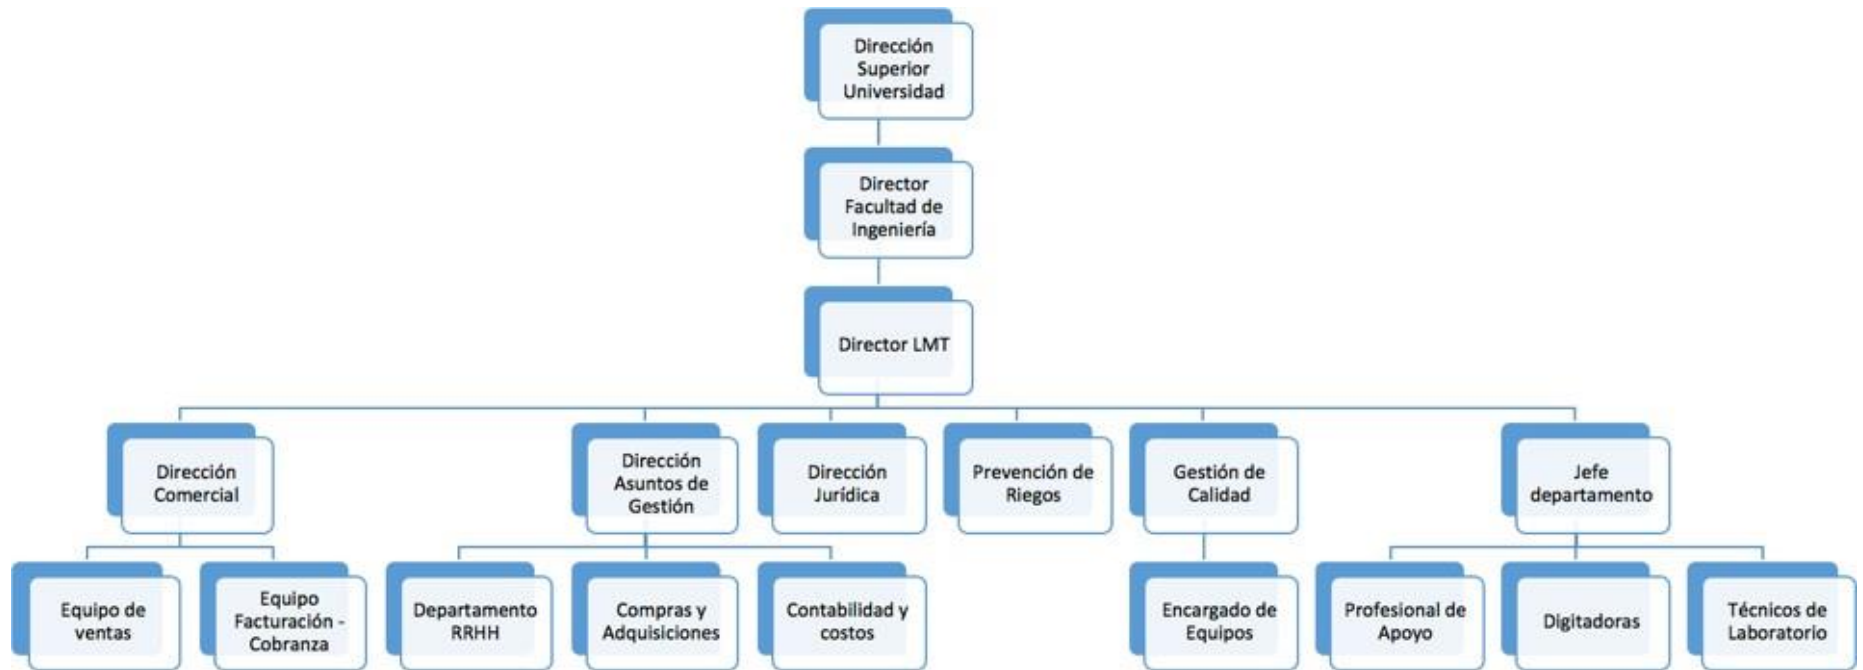 Dirección
Superior
Universidad
Director
Facultad de
Ingeniería
Director LMT
Dirección
Comercial
Dirección
Asuntos de
Gestión
Dirección
Jurídica
Prevención de
Riegos
Gestión de
Calidad
Jefe
departamento
Equipo de
ventas
Equipo
Facturación -
Cobranza
Departamento
RRHH
Compras y
Adquisiciones
Contabilidad y
costos
Encargado de
Equipos
Profesional de
Apoyo
Digitadoras
Técnicos de
Laboratorio